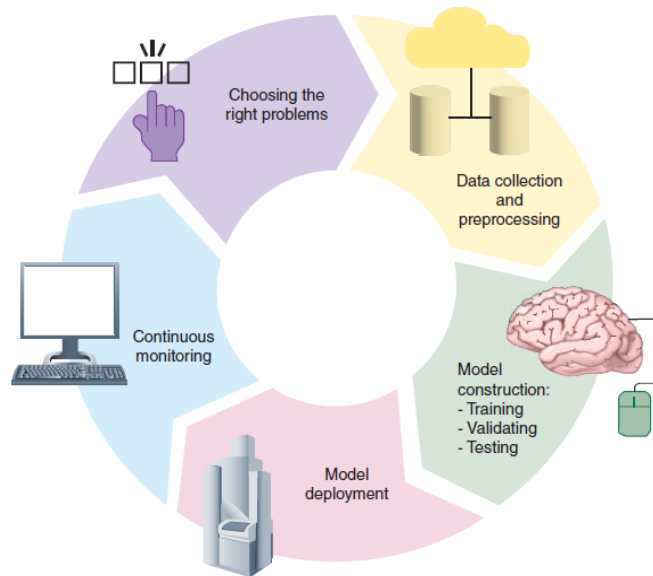 Choosing the
right problems
Data collection
and
preprocessing
Model
construction:
- Training
- Validating
- Testing
Model
deployment
Continuous
monitoring